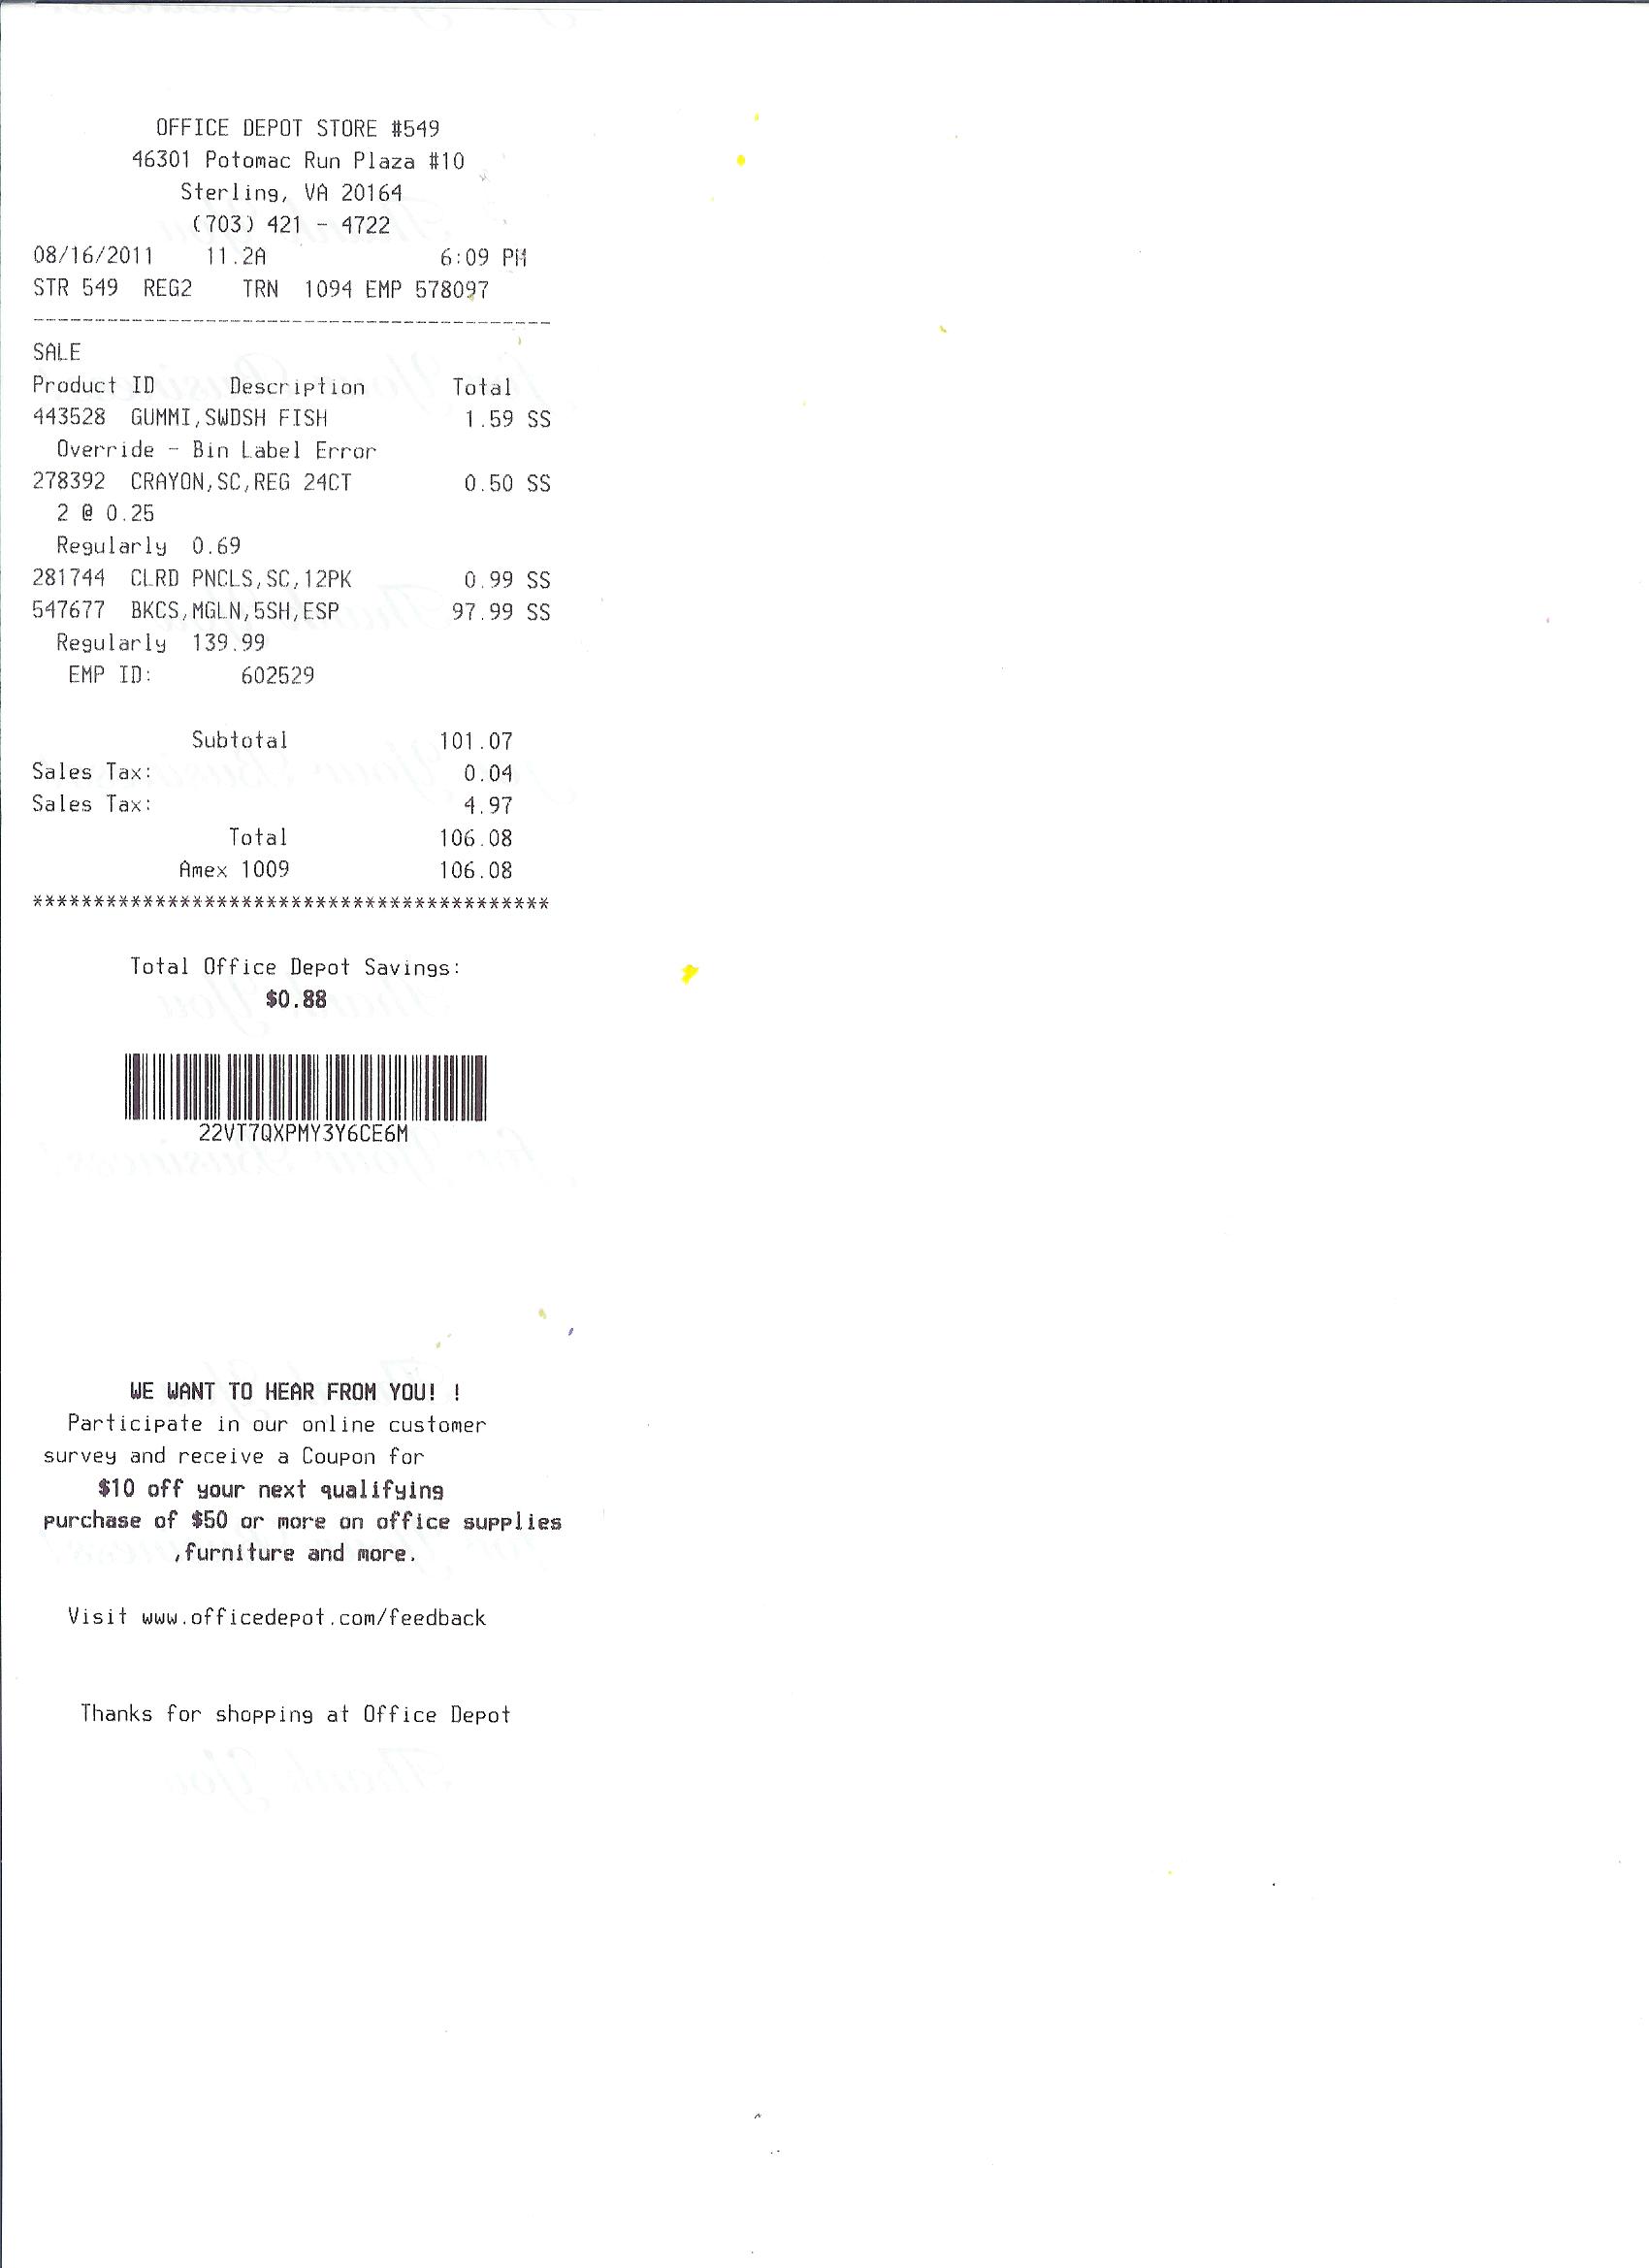 OFFICE DEPOT STORE #549
46301 Potomac Run Plaza #10
Sterling, VA 20164
(703) 421 - 4722
08/16/2011 11.2A 6:09 PM
STR 549 REG2 TRN 1094 EMP 578097
------------------------------------------
SALE
Product ID Description Total
443528 GUMMI,SWDSH FISH 1.59 SS
Override - Bin Label Error
278392 CRAYON,SC,REG 24CT 0.50 SS
2 @ 0.25
Regularly 0.69
281744 CLRD PNCLS,SC,12PK 0.99 SS
547677 BKCS,MGLN,5SH,ESP 97.99 SS
Regularly 139.99
EMP ID: 602529
Subtotal 101.07
Sales Tax: 0.04
Sales Tax: 4.97
Total 106.08
Amex 1009 106.08
******************************************
Total Office Depot Savings:
$0.88
22VT7QXPMY3Y6CE6M
WE WANT TO HEAR FROM YOU! !
Participate in our online customer
survey and receive a Coupon for
$10 off your next qualifying
purchase of $50 or more on office supplies
,furniture and more.
Visit www.officedepot.com/feedback
Thanks for shopping at Office Depot